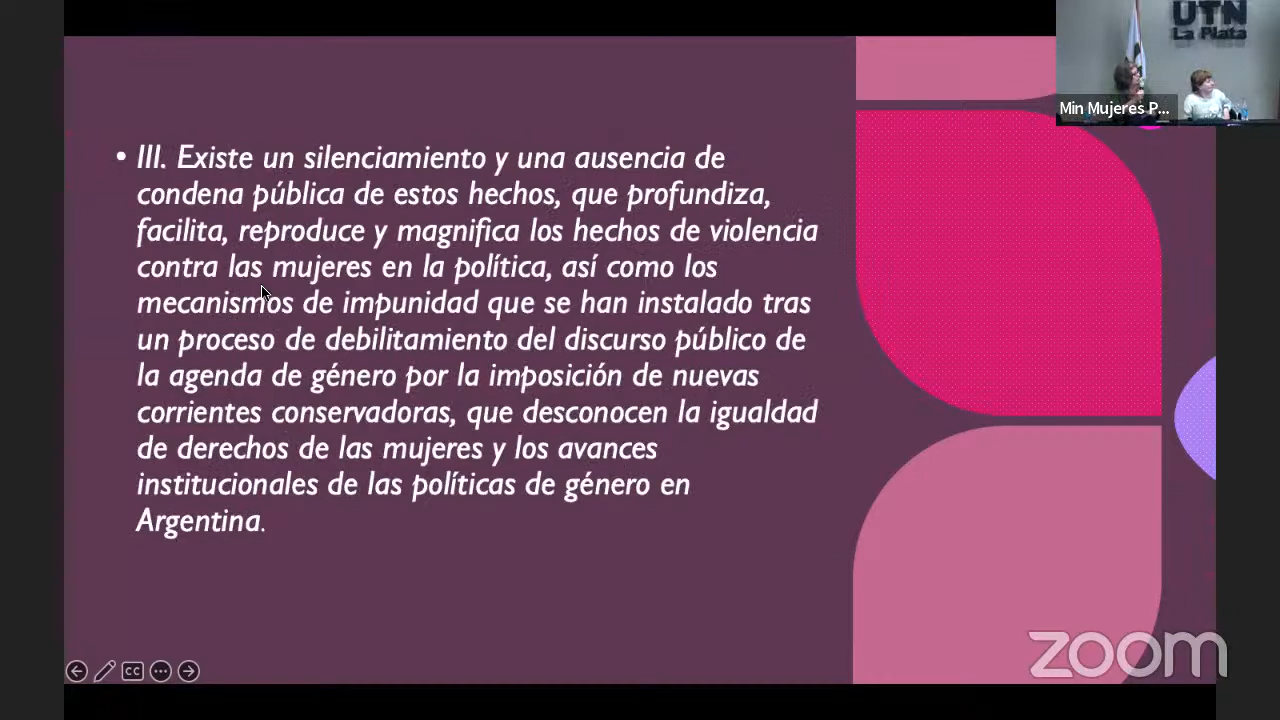 UTN
La Plata
Min Mujeres P...
• III. Existe un silenciamiento y una ausencia de
condena pública de estos hechos, que profundiza,
facilita, reproduce y magnifica los hechos de violencia
contra las mujeres en la política, así como los
mecanismos de impunidad que se han instalado tras
un proceso de debilitamiento del discurso público de
la agenda de género por la imposición de nuevas
corrientes conservadoras, que desconocen la igualdad
de derechos de las mujeres y los avances
institucionales de las políticas de género en
Argentina.
CC
zoom